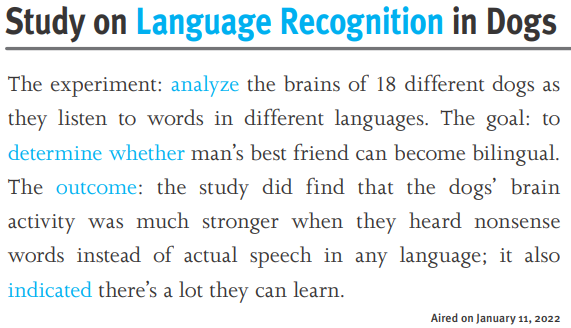 Study on Language Recognition in Dogs
The experiment: analyze the brains of 18 different dogs as
they listen to words in different languages. The goal: to
determine whether man’s best friend can become bilingual.
The outcome: the study did find that the dogs’ brain
activity was much stronger when they heard nonsense
words instead of actual speech in any language; it also
indicated there’s a lot they can learn.
Aired on January 11, 2022